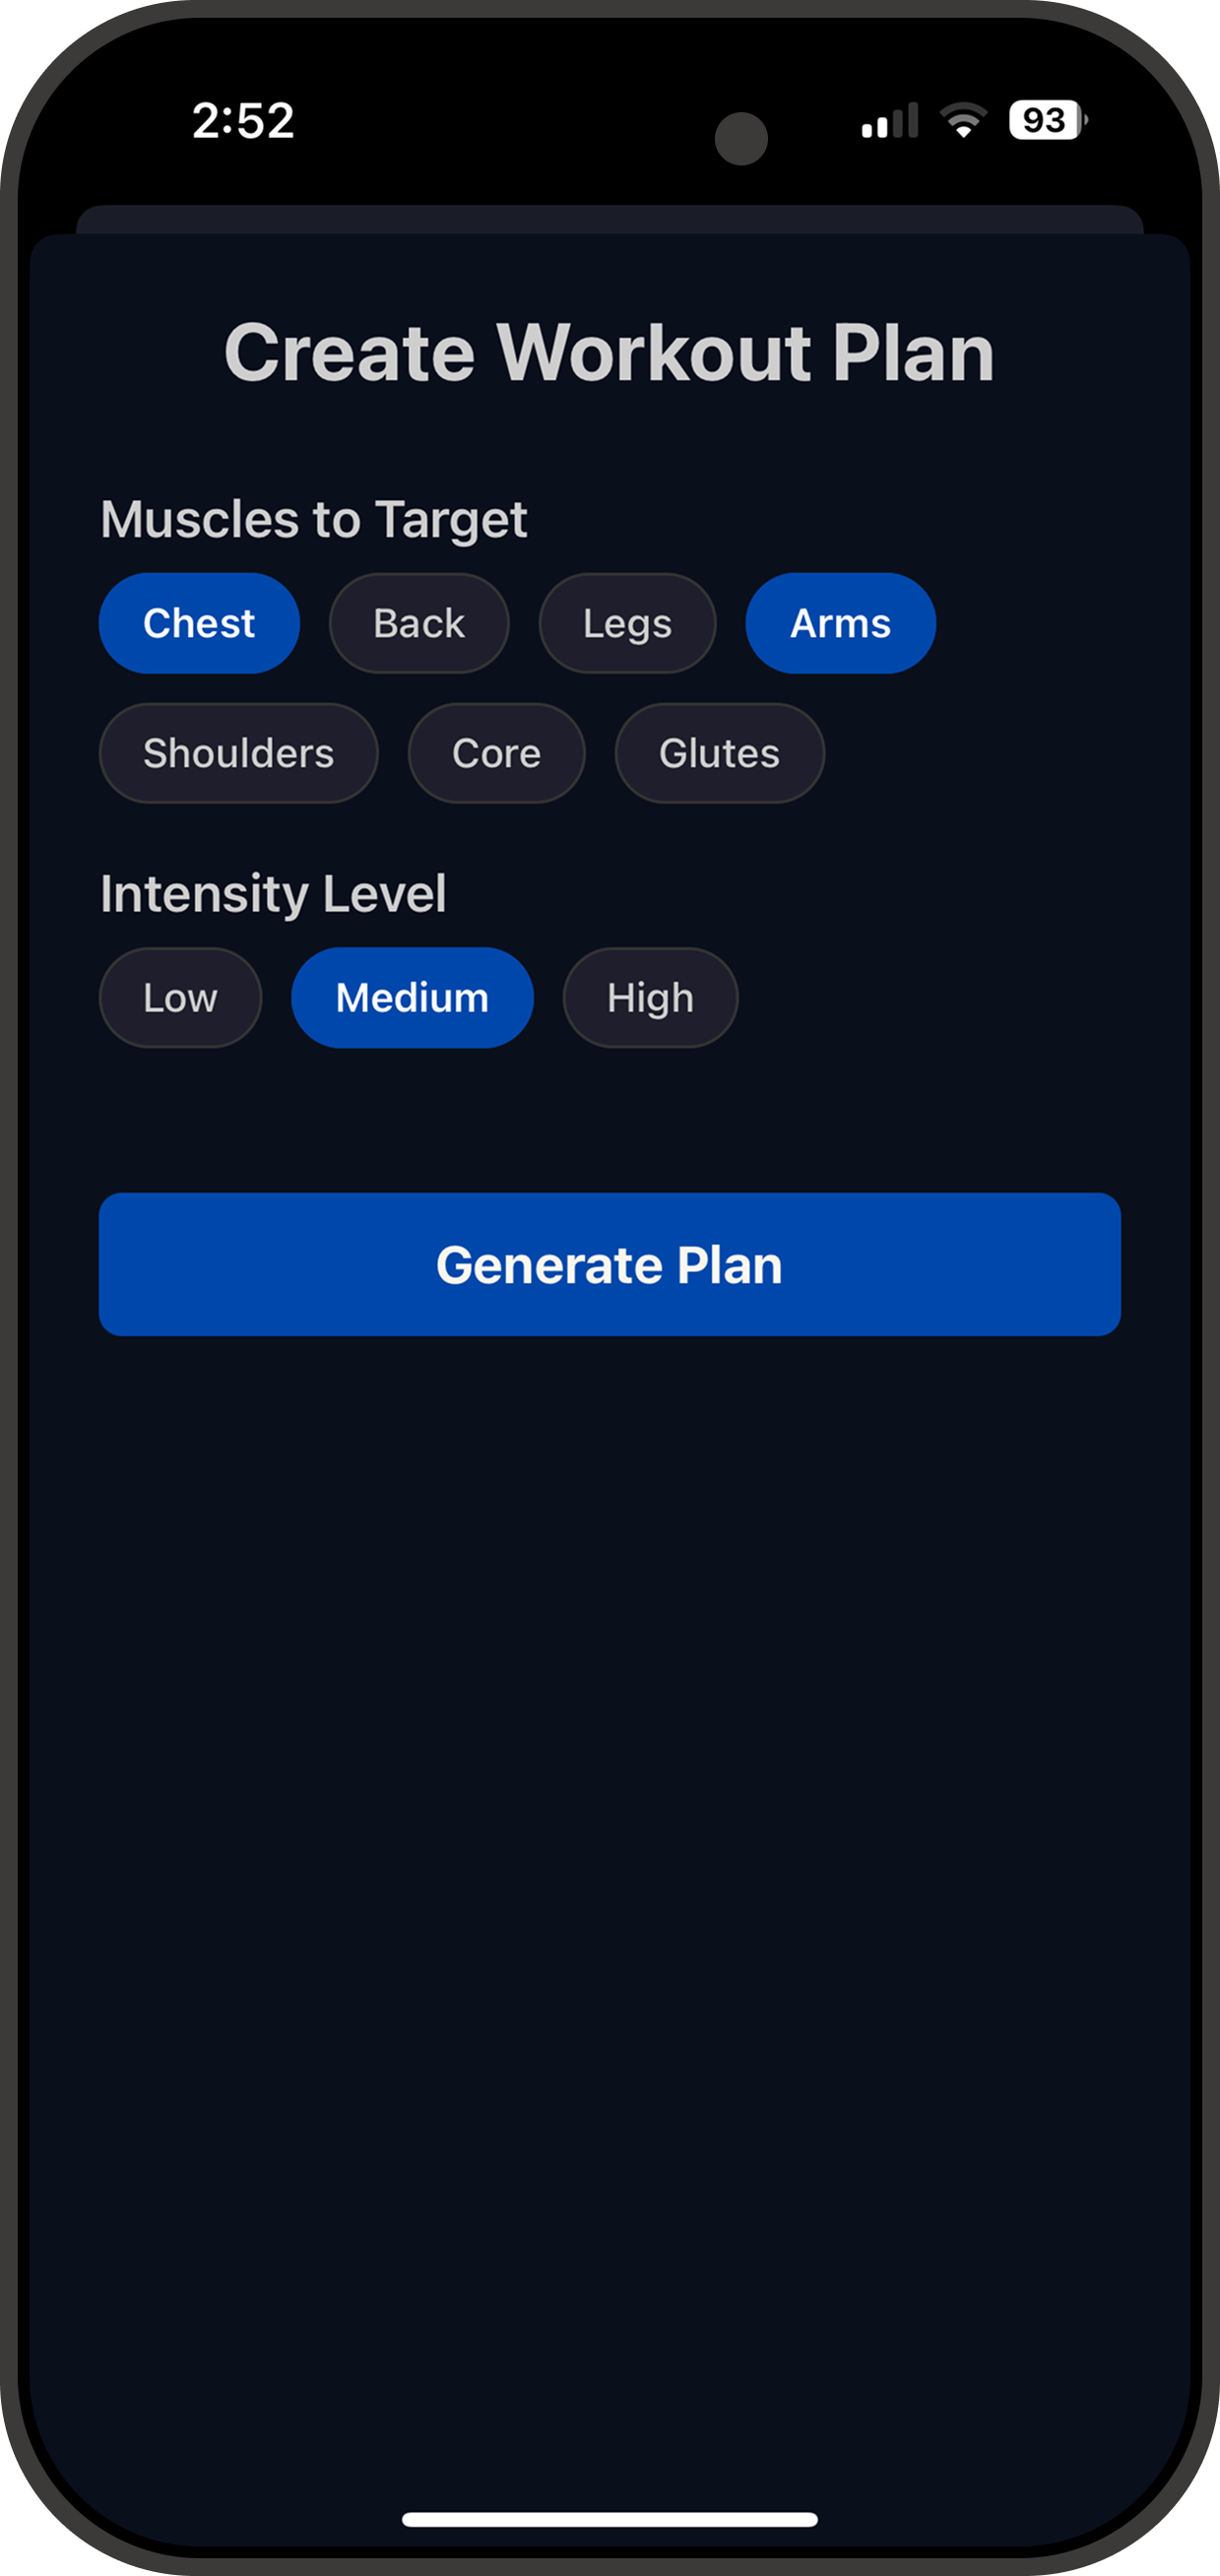 2:52
93
Create Workout Plan
Muscles to Target
Chest Back Legs Arms
Shoulders Core Glutes
Intensity Level
Low Medium High
Generate Plan